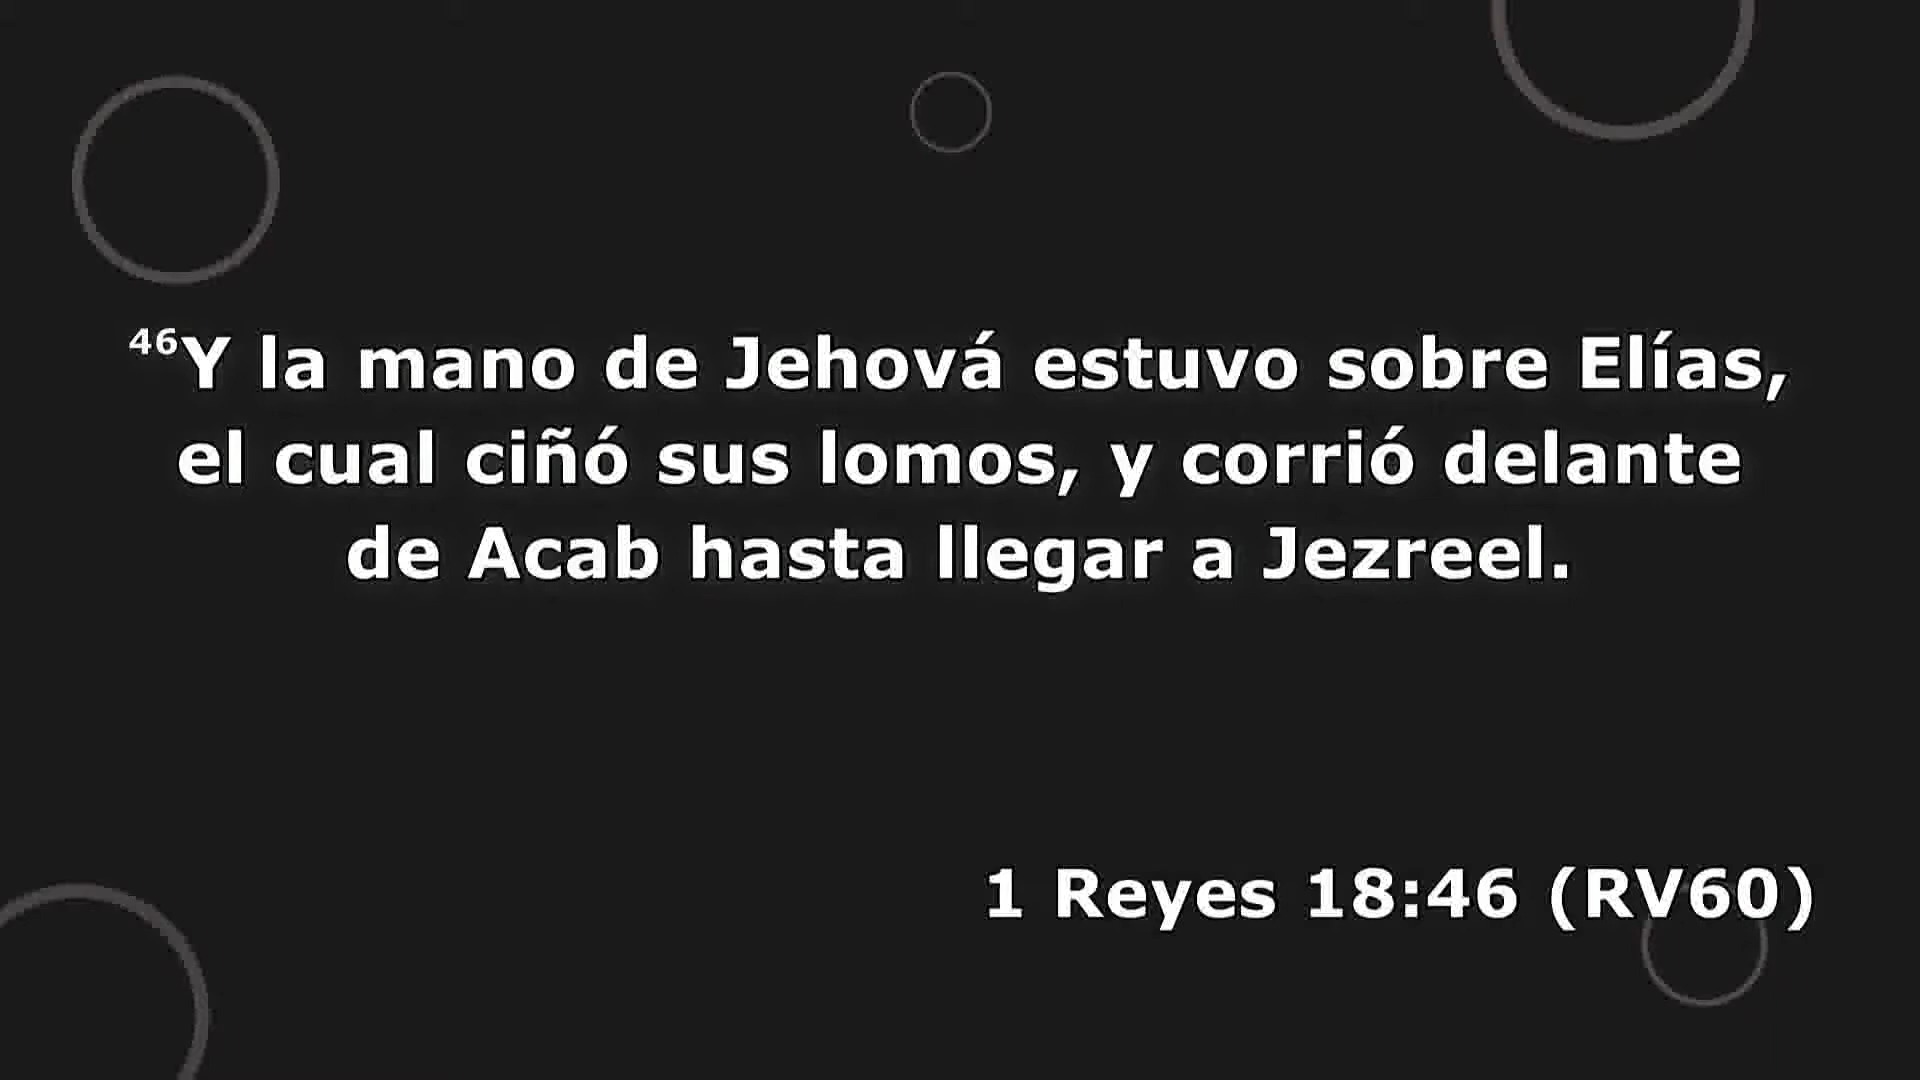 ⁴⁶Y la mano de Jehová estuvo sobre Elías,
el cual ciñó sus lomos, y corrió delante
de Acab hasta llegar a Jezreel.
1 Reyes 18:46 (RV60)